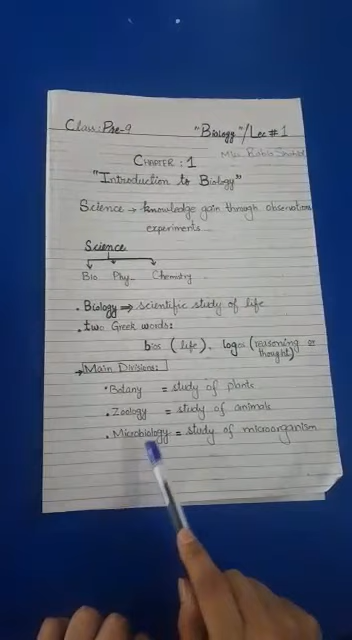 Class: Pre-9
"Biology"/Lec # 1
CHAPTER: 1
"Introduction to Biology"
Science → knowledge gain through observations
experiments
Science
Bio Phy Chemistry
• Biology ⇒ scientific study of life
• two Greek words:
bios (life), logos (reasoning or
thought)
→ Main Divisions:
• Botany = study of plants
• Zoology = study of animals
• Microbiology = study of microorganism